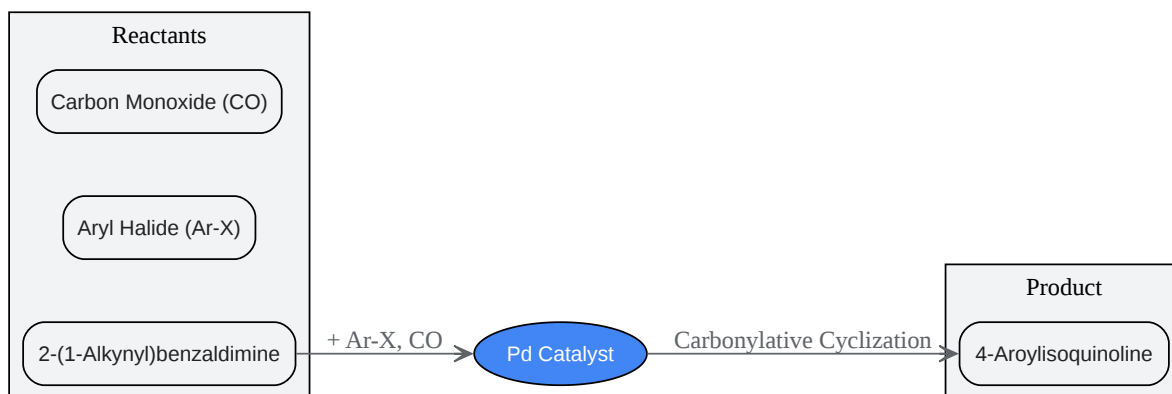 Reactants
Carbon Monoxide (CO)
Aryl Halide (Ar-X)
2-(1-Alkynyl)benzaldimine
+ Ar-X, CO
Pd Catalyst
Carbonylative Cyclization
Product
4-Aroylisoquinoline